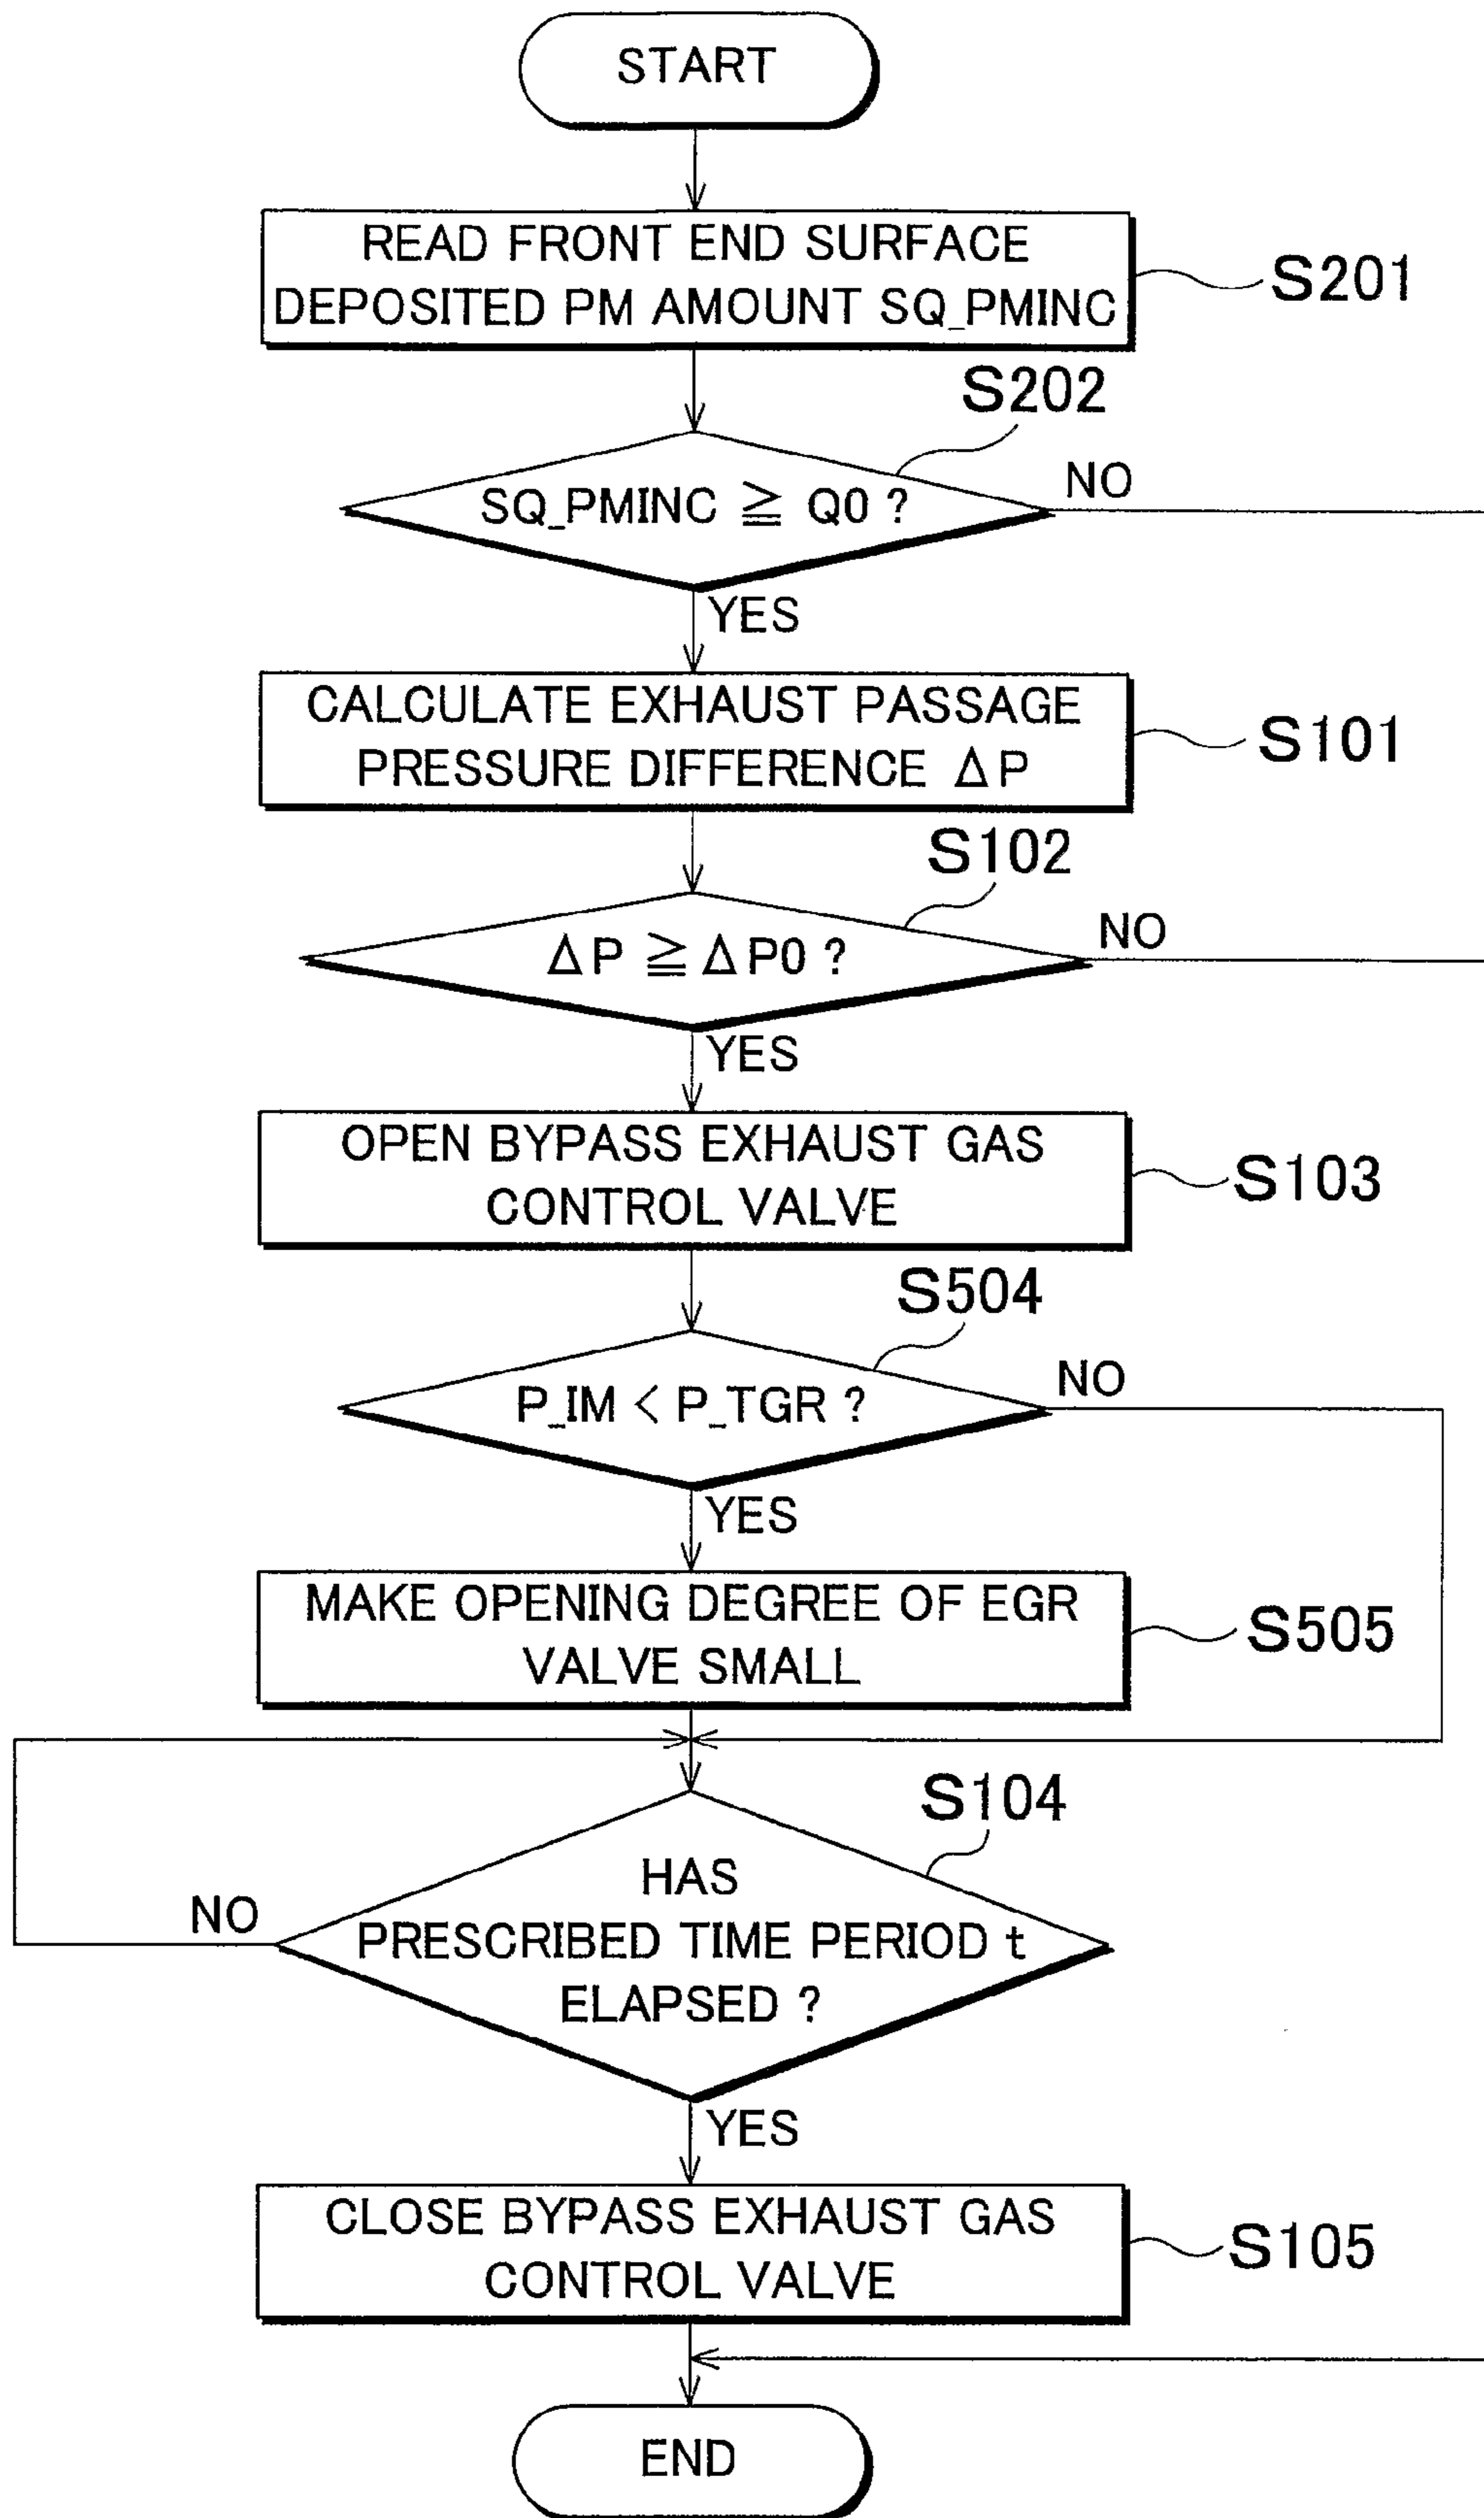 START
READ FRONT END SURFACE
DEPOSITED PM AMOUNT SQ_PMINC
S201
S202
SQ_PMINC ≧ Q0 ?
NO
YES
CALCULATE EXHAUST PASSAGE
PRESSURE DIFFERENCE ΔP
S101
S102
ΔP ≧ ΔP0 ?
NO
YES
OPEN BYPASS EXHAUST GAS
CONTROL VALVE
S103
S504
P_IM < P_TGR ?
NO
YES
MAKE OPENING DEGREE OF EGR
VALVE SMALL
S505
S104
HAS
PRESCRIBED TIME PERIOD t
ELAPSED ?
NO
YES
CLOSE BYPASS EXHAUST GAS
CONTROL VALVE
S105
END